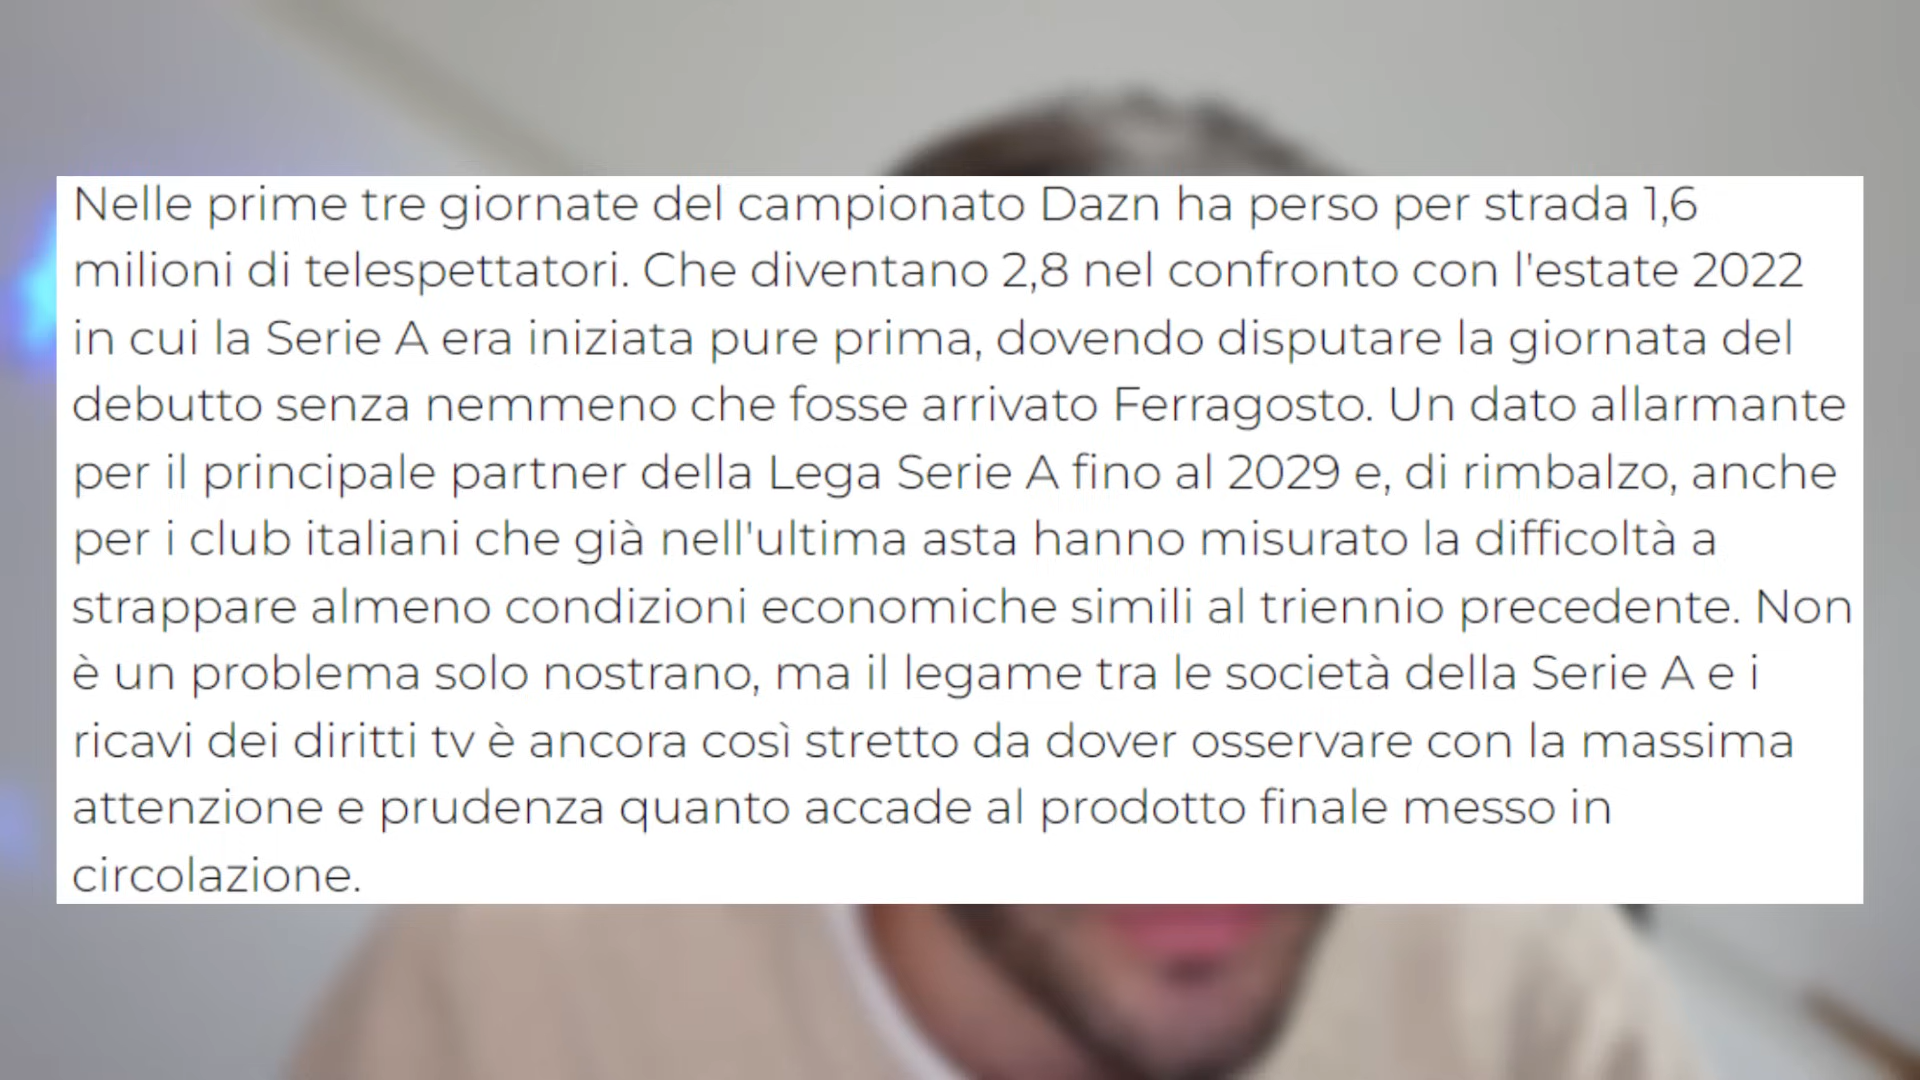 Nelle prime tre giornate del campionato Dazn ha perso per strada 1,6
milioni di telespettatori. Che diventano 2,8 nel confronto con l'estate 2022
in cui la Serie A era iniziata pure prima, dovendo disputare la giornata del
debutto senza nemmeno che fosse arrivato Ferragosto. Un dato allarmante
per il principale partner della Lega Serie A fino al 2029 e, di rimbalzo, anche
per i club italiani che già nell'ultima asta hanno misurato la difficoltà a
strappare almeno condizioni economiche simili al triennio precedente. Non
è un problema solo nostrano, ma il legame tra le società della Serie A e i
ricavi dei diritti tv è ancora così stretto da dover osservare con la massima
attenzione e prudenza quanto accade al prodotto finale messo in
circolazione.